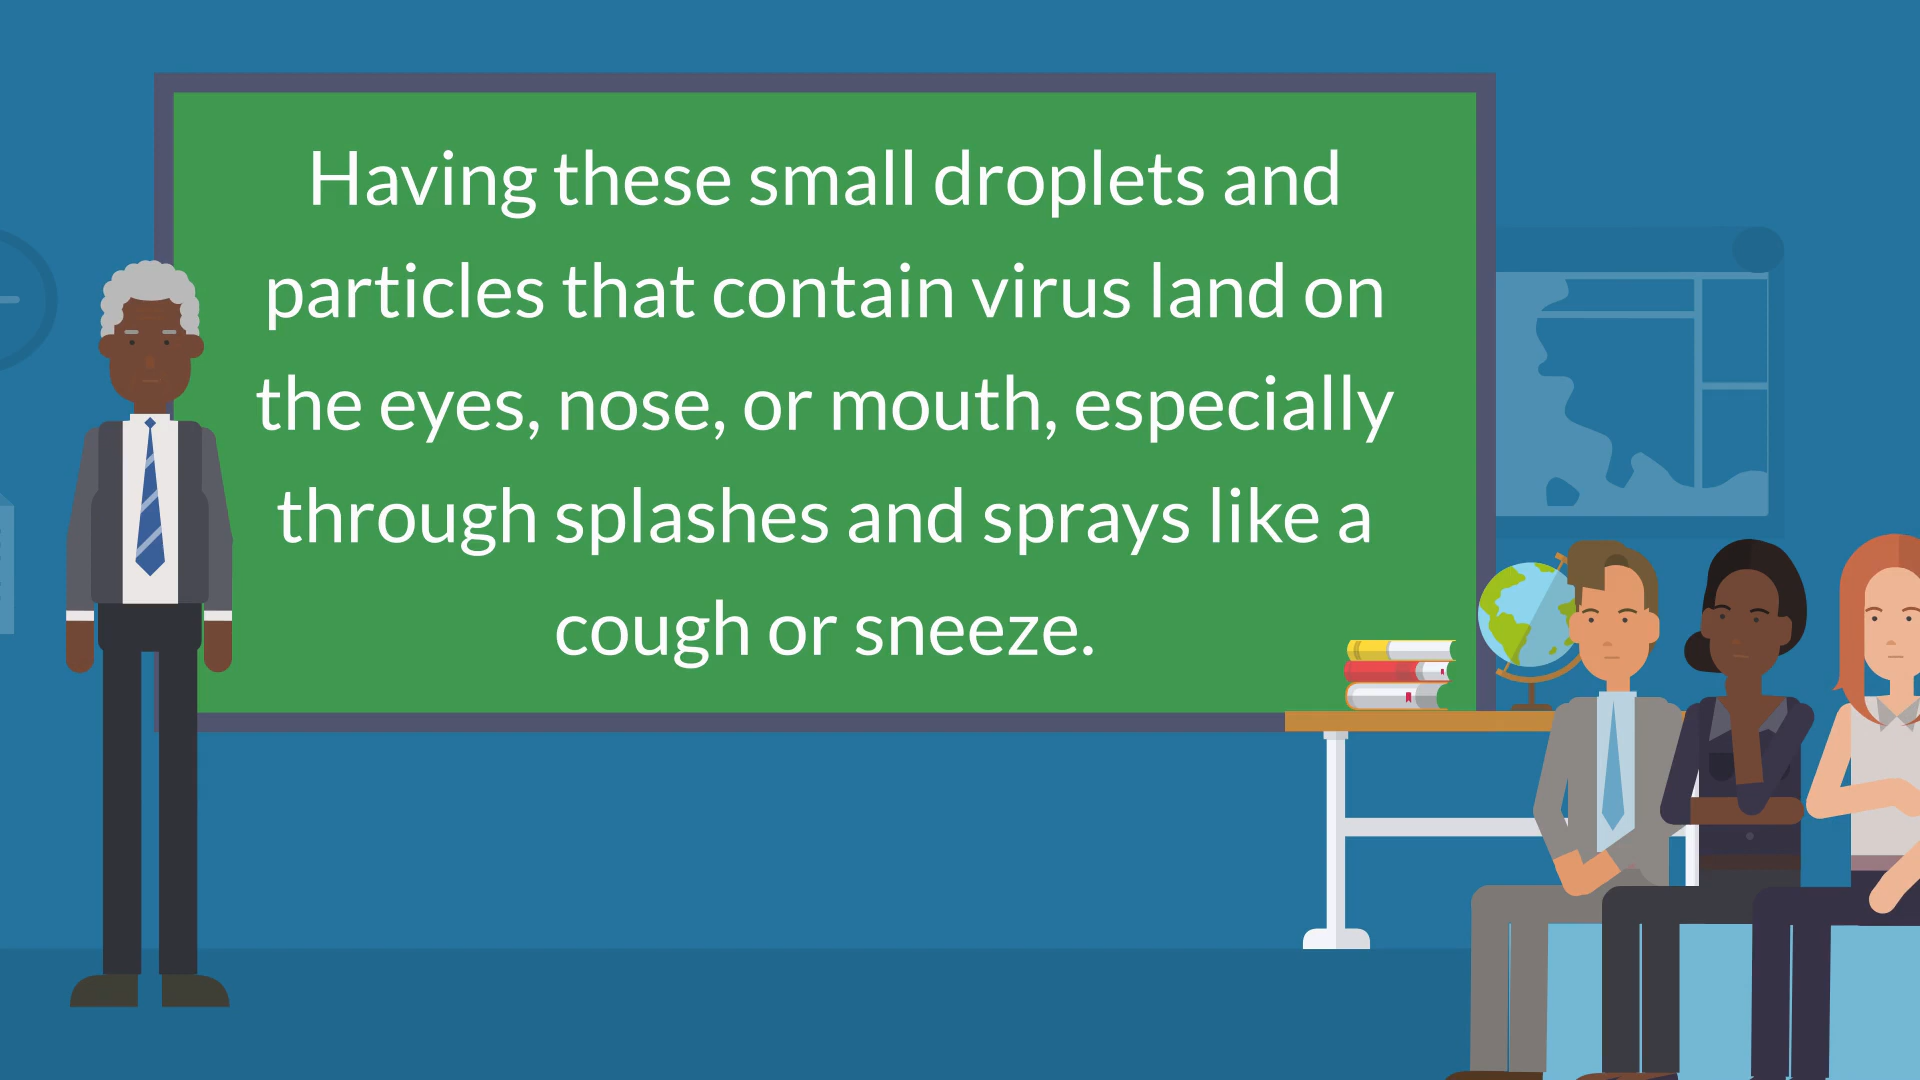 Having these small droplets and
particles that contain virus land on
the eyes, nose, or mouth, especially
through splashes and sprays like a
cough or sneeze.